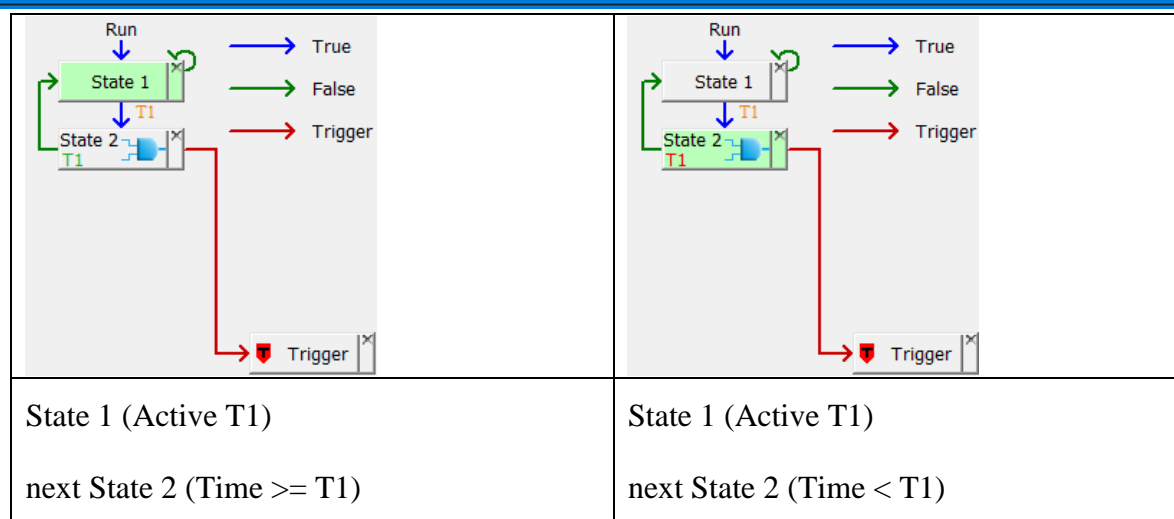 Run
True
State 1
False
T1
State 2
T1
Trigger
T Trigger
Run
True
State 1
False
T1
State 2
T1
Trigger
T Trigger
State 1 (Active T1)
next State 2 (Time >= T1)
State 1 (Active T1)
next State 2 (Time < T1)